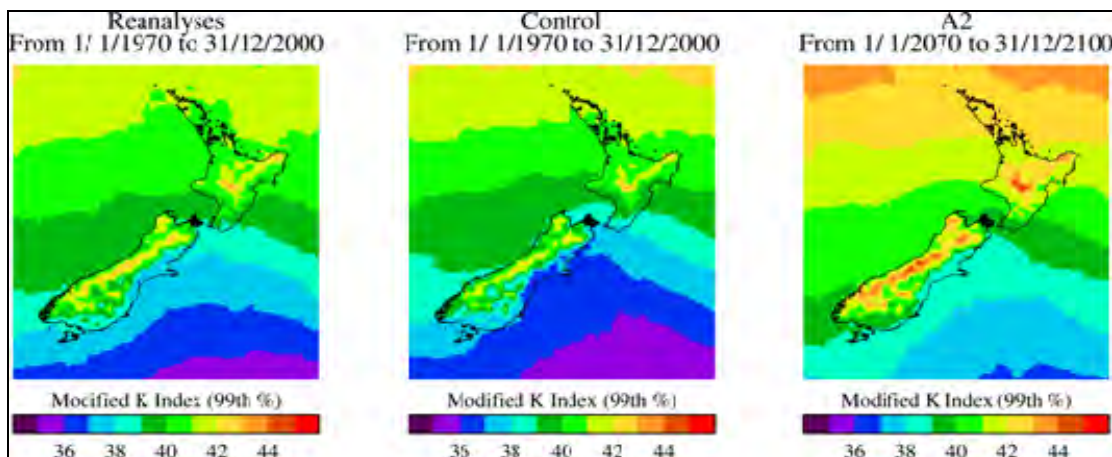 Reanalyses
From 1/ 1/1970 to 31/12/2000
Modified K Index (99th %)
36 38 40 42 44
Control
From 1/ 1/1970 to 31/12/2000
Modified K Index (99th %)
36 38 40 42 44
A2
From 1/ 1/2070 to 31/12/2100
Modified K Index (99th %)
36 38 40 42 44